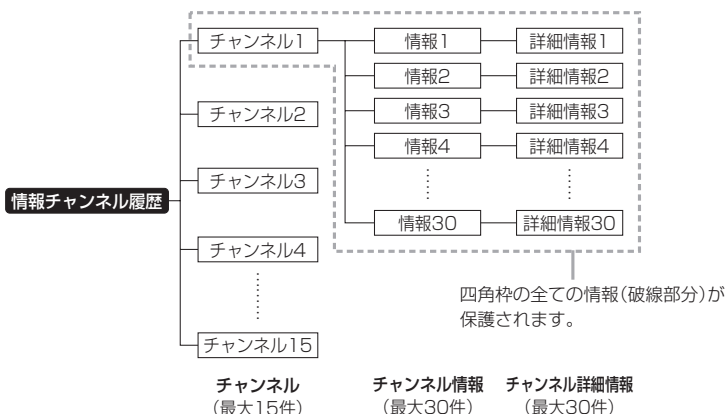 チャンネル1 情報1 詳細情報1
情報2 詳細情報2
チャンネル2 情報3 詳細情報3
情報4 詳細情報4
チャンネル3
情報チャンネル履歴
情報30 詳細情報30
チャンネル4
四角枠の全ての情報(破線部分)が
保護されます。
チャンネル15
チャンネル チャンネル情報 チャンネル詳細情報
(最大15件) (最大30件) (最大30件)